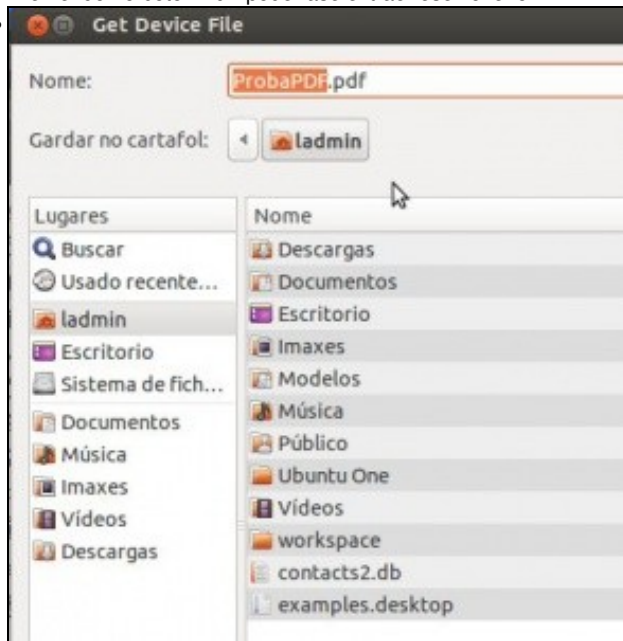 Get Device File
Nome:
ProbaPDF.pdf
Gardar no cartafol:
ladmin
Lugares
Buscar
Usado recente...
ladmin
Escritorio
Sistema de fich...
Documentos
Música
Imaxes
Vídeos
Descargas
Nome
Descargas
Documentos
Escritorio
Imaxes
Modelos
Música
Público
Ubuntu One
Vídeos
workspace
contacts2.db
examples.desktop